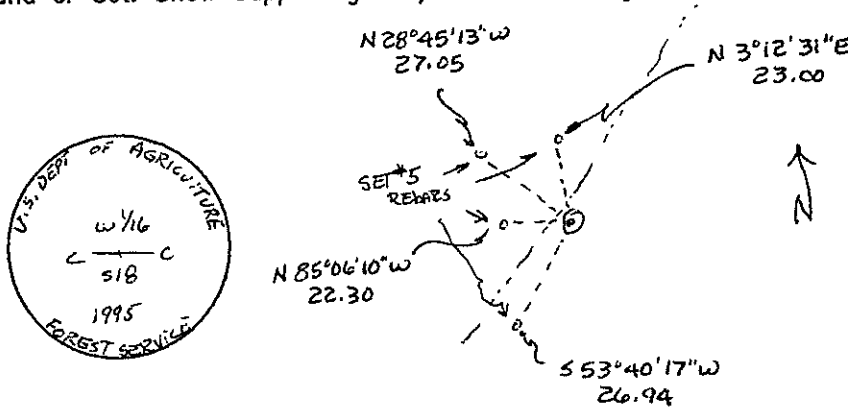 N 28°45'13" W
27.05
N 3°12'31" E
23.00
SET #5
REBARS
N
U.S. DEPT OF AGRICULTURE
W 1/16
C C
S18
1995
FOREST SERVICE
N 85°06'10" W
22.30
S 53°40'17" W
26.94